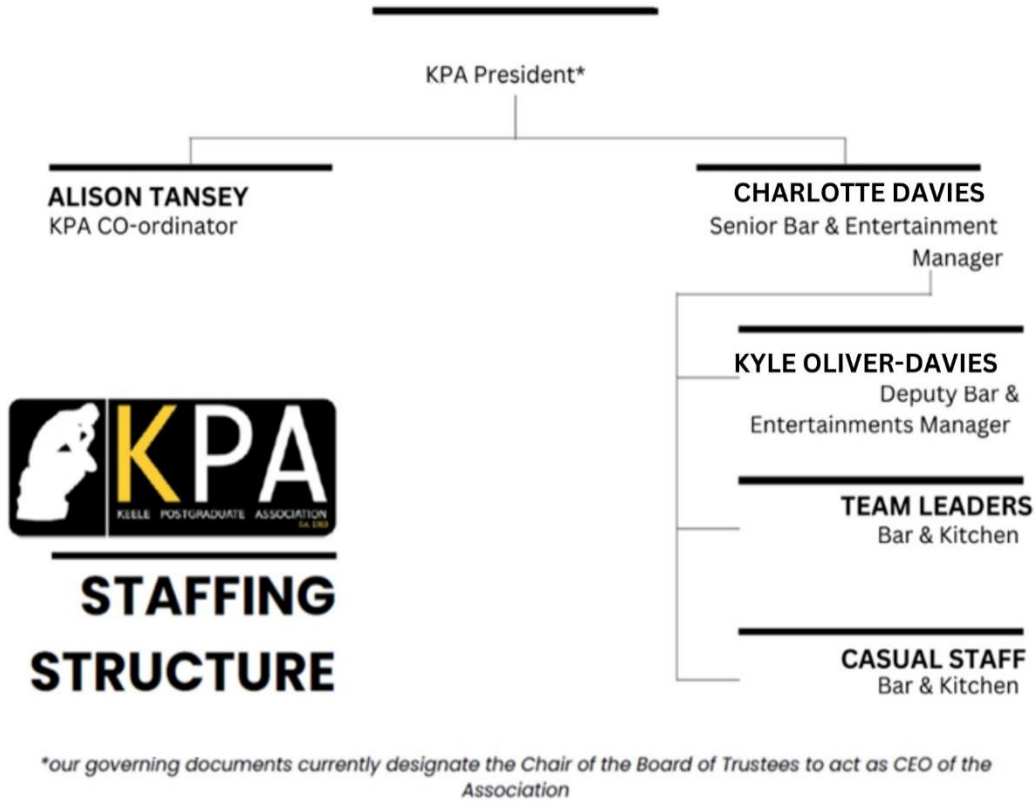 KPA President*
ALISON TANSEY
KPA CO-ordinator
CHARLOTTE DAVIES
Senior Bar & Entertainment
Manager
KYLE OLIVER-DAVIES
Deputy Bar &
Entertainments Manager
TEAM LEADERS
Bar & Kitchen
CASUAL STAFF
Bar & Kitchen
KPA
KEELE POSTGRADUATE ASSOCIATION
STAFFING
STRUCTURE
*our governing documents currently designate the Chair of the Board of Trustees to act as CEO of the
Association